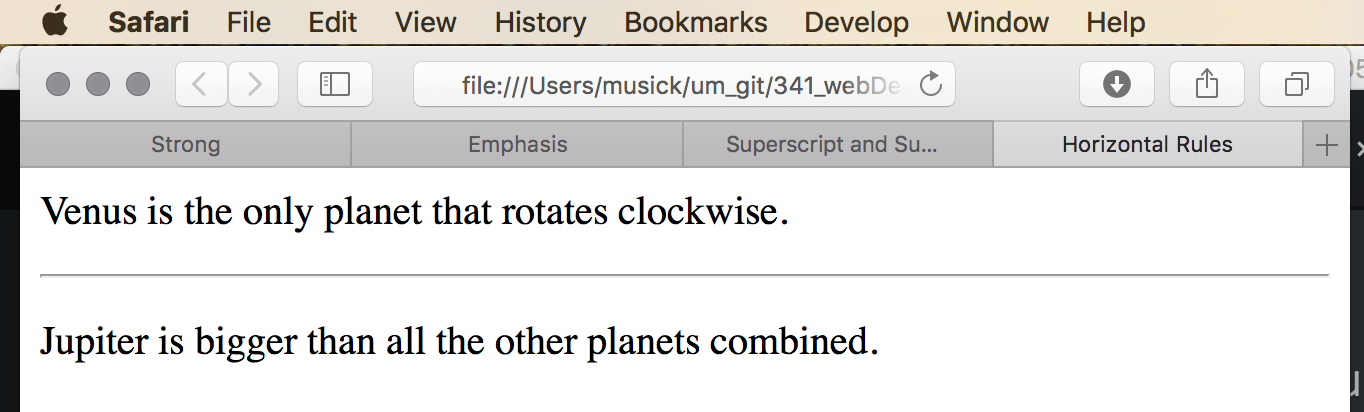 Safari File Edit View History Bookmarks Develop Window Help
file:///Users/musick/um_git/341_webDe
Strong Emphasis Superscript and Su... Horizontal Rules
Venus is the only planet that rotates clockwise.
Jupiter is bigger than all the other planets combined.